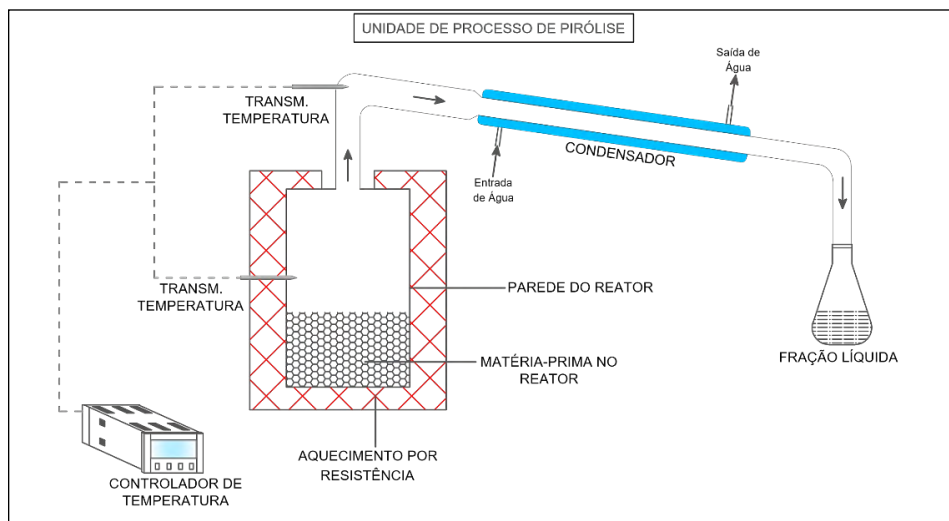 UNIDADE DE PROCESSO DE PIRÓLISE
Saída de
Água
TRANSM.
TEMPERATURA
CONDENSADOR
Entrada
de Água
TRANSM.
TEMPERATURA
PAREDE DO REATOR
MATÉRIA-PRIMA NO
REATOR
FRAÇÃO LÍQUIDA
AQUECIMENTO POR
RESISTÊNCIA
CONTROLADOR DE
TEMPERATURA